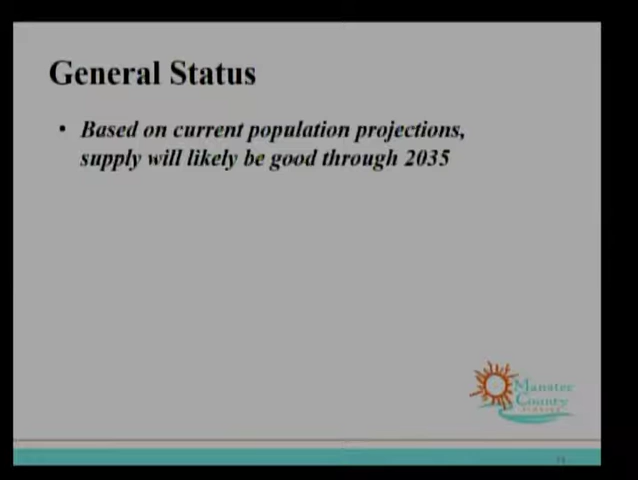 General Status
• Based on current population projections,
supply will likely be good through 2035
Manatee
County